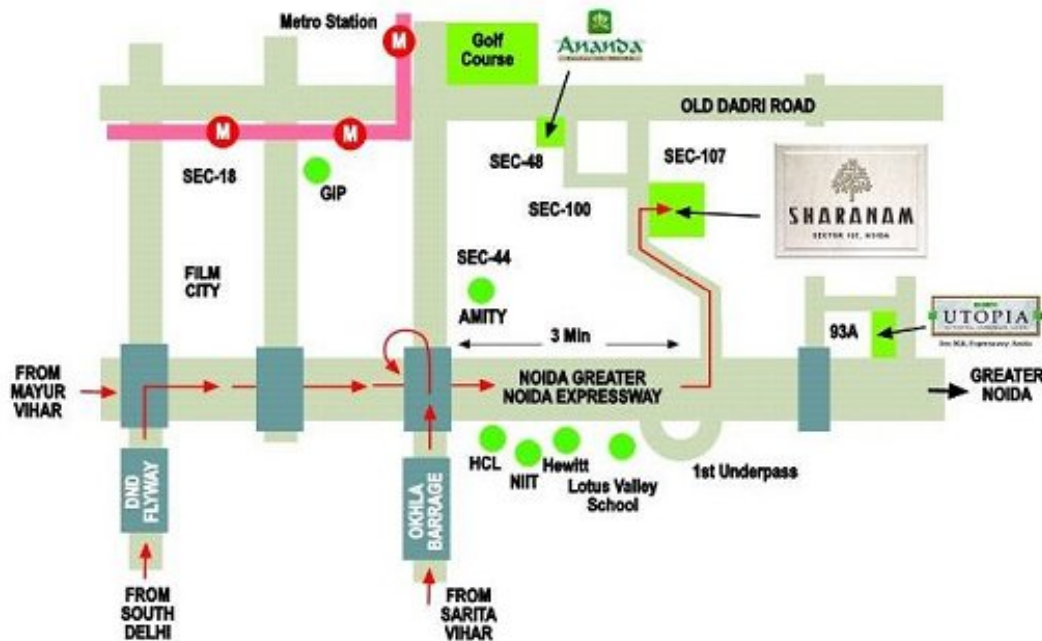 Metro Station
M
Golf
Course
Ananda
OLD DADRI ROAD
M
M
SEC-18
GIP
SEC-48
SEC-107
SEC-100
SHARANAM
SECTOR 107, NOIDA
SEC-44
FILM
CITY
AMITY
3 Min
93A
UTOPIA
FROM
MAYUR
VIHAR
NOIDA GREATER
NOIDA EXPRESSWAY
GREATER
NOIDA
HCL
NIIT
Hewitt
Lotus Valley
School
1st Underpass
DND
FLYWAY
OKHLA
BARRAGE
FROM
SOUTH
DELHI
FROM
SARITA
VIHAR